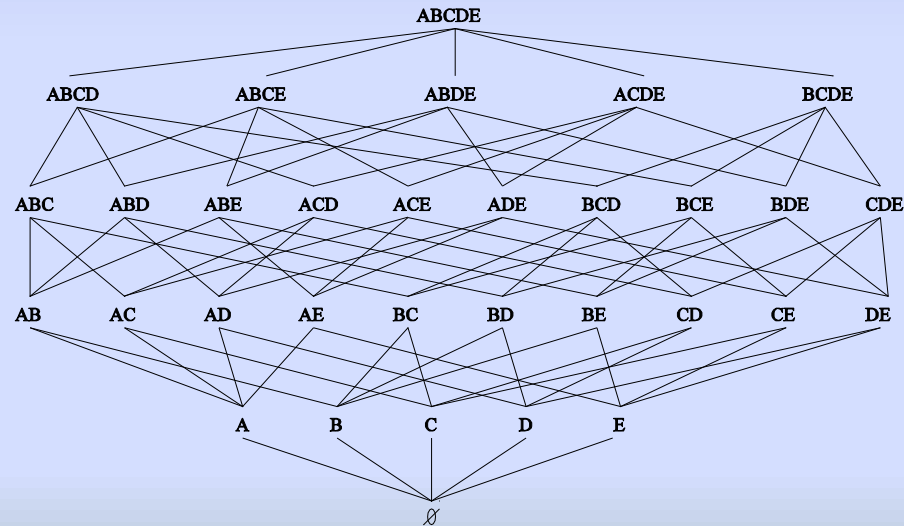 ABCDE
ABCD ABCE ABDE ACDE BCDE
ABC ABD ABE ACD ACE ADE BCD BCE BDE CDE
AB AC AD AE BC BD BE CD CE DE
A B C D E
∅